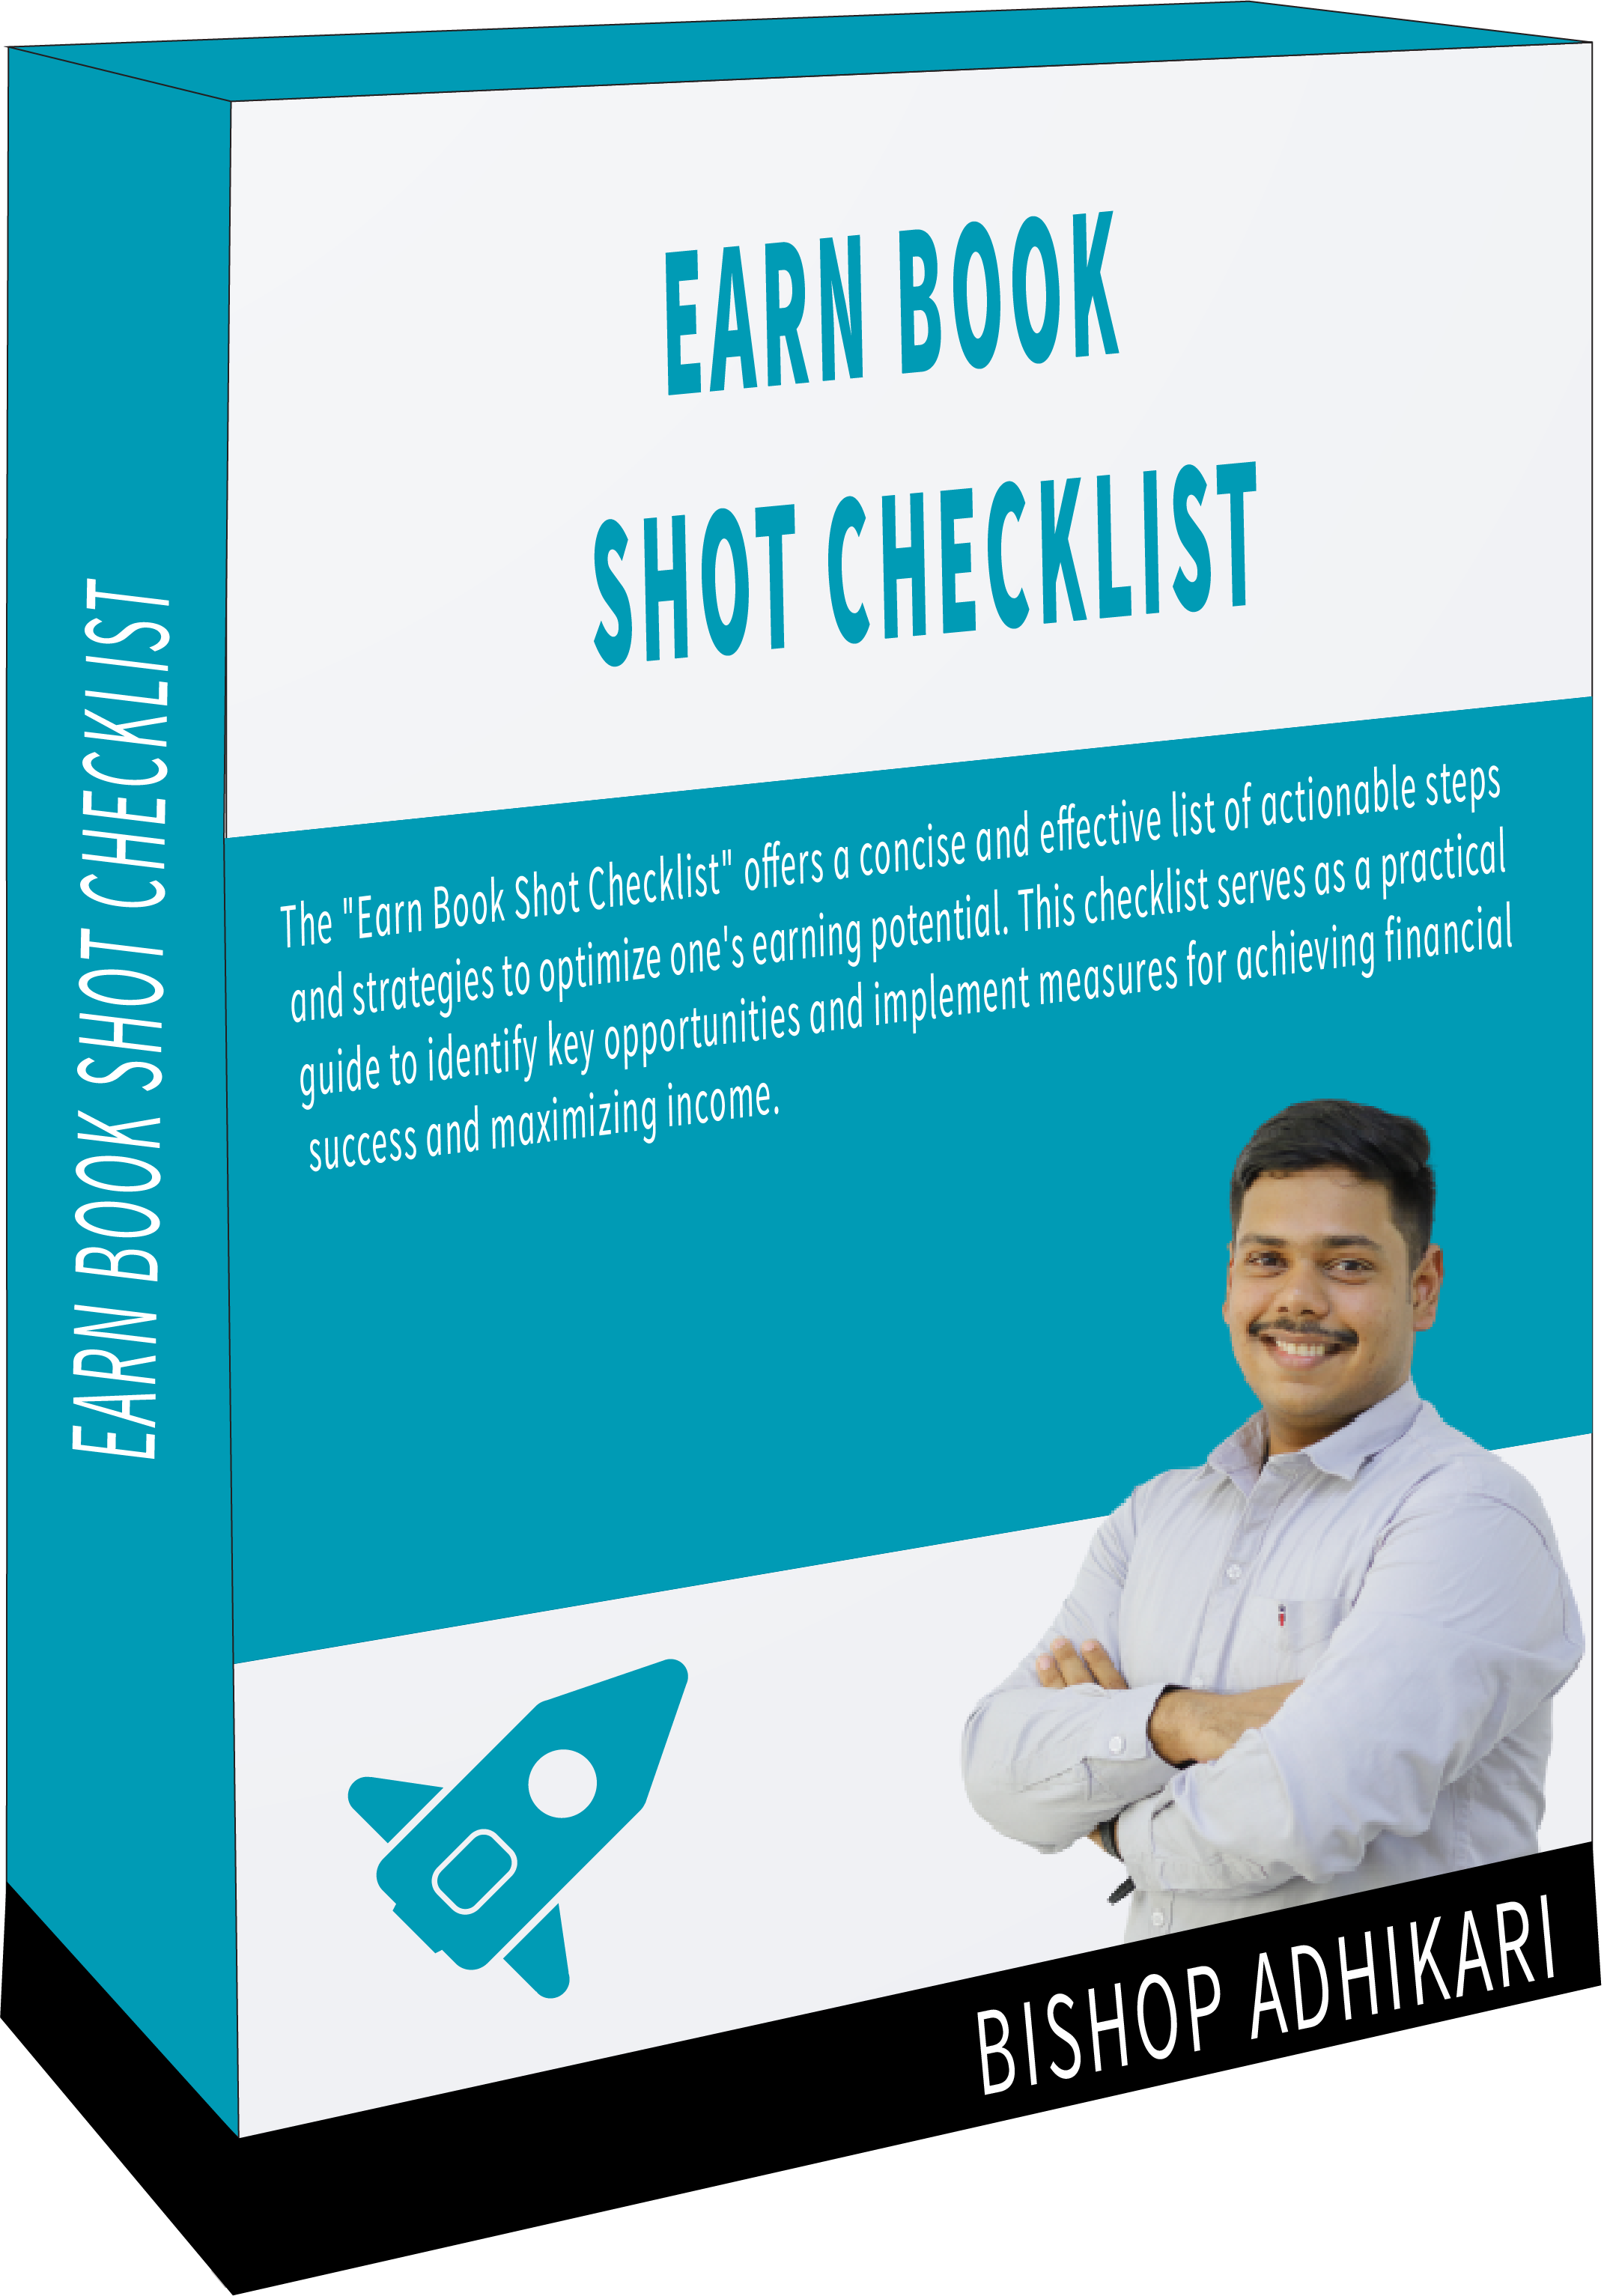 EARN BOOK
SHOT CHECKLIST
The "Earn Book Shot Checklist" offers a concise and effective list of actionable steps
and strategies to optimize one's earning potential. This checklist serves as a practical
guide to identify key opportunities and implement measures for achieving financial
success and maximizing income.
BISHOP ADHIKARI
EARN BOOK SHOT CHECKLIST